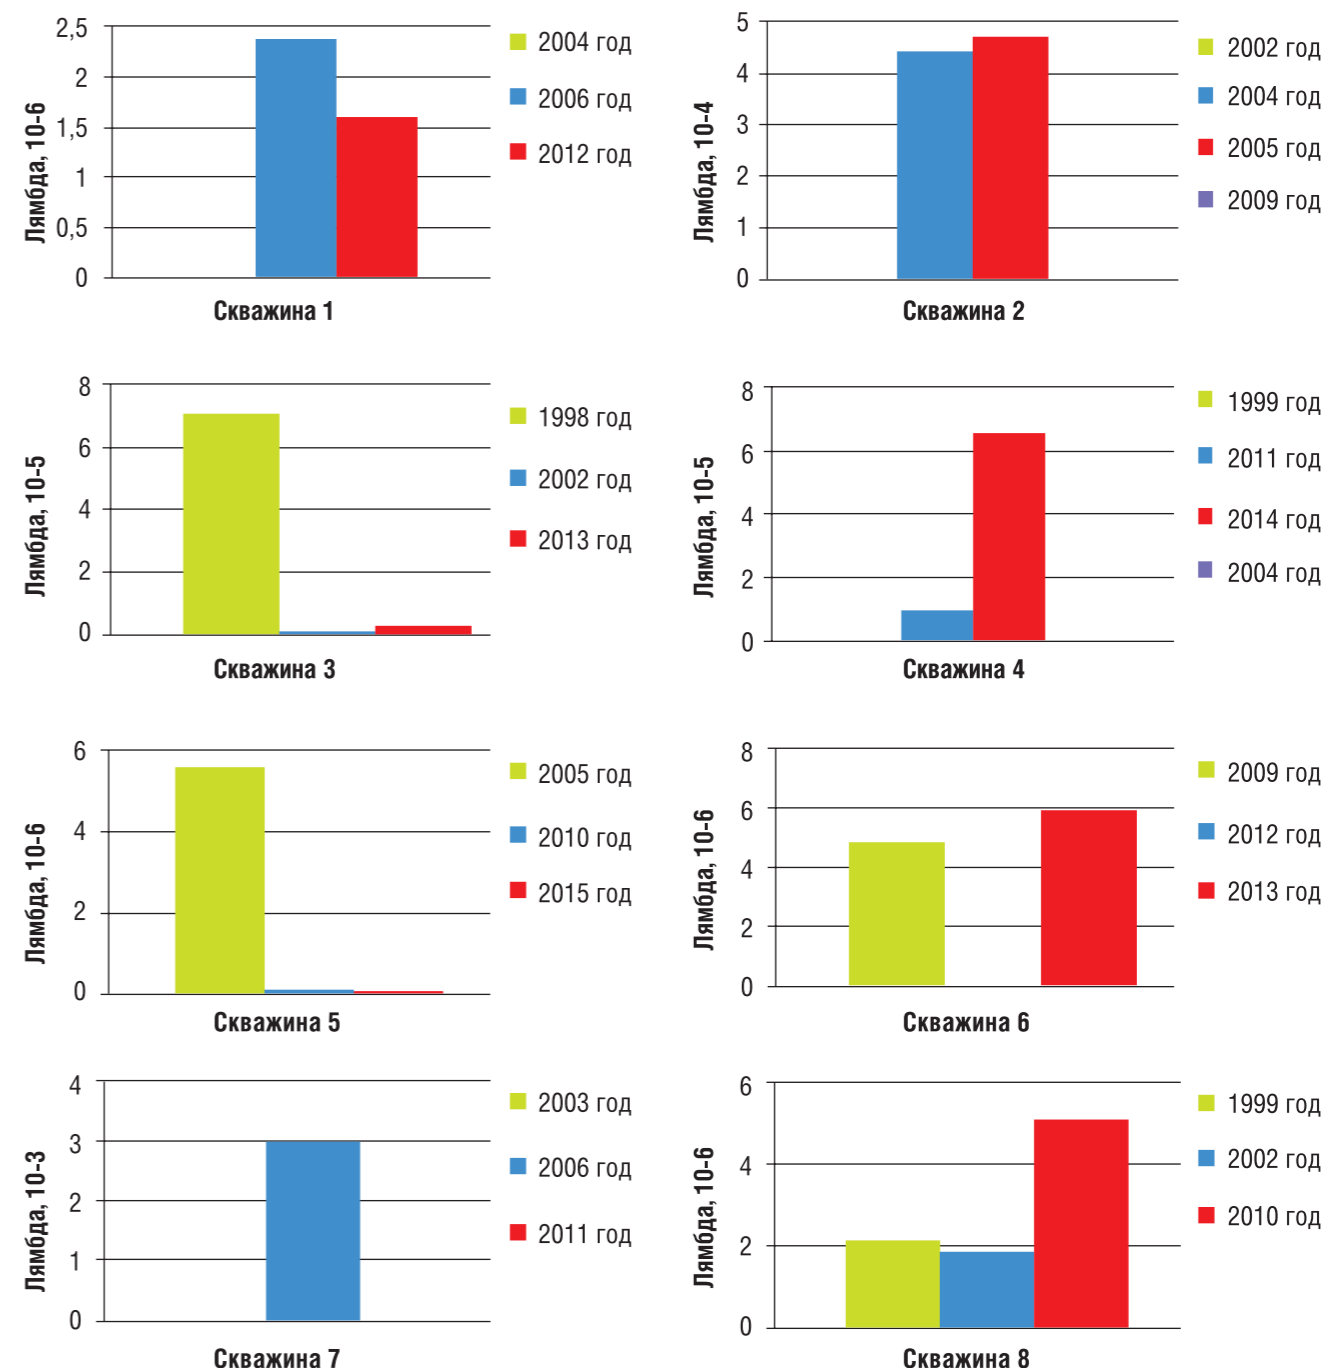 2,5
2
1,5
1
0,5
0
Лямбда, 10-6
2004 год
2006 год
2012 год
Скважина 1
5
4
3
2
1
0
Лямбда, 10-4
2002 год
2004 год
2005 год
2009 год
Скважина 2
8
6
4
2
0
Лямбда, 10-5
1998 год
2002 год
2013 год
Скважина 3
8
6
4
2
0
Лямбда, 10-5
1999 год
2011 год
2014 год
2004 год
Скважина 4
6
4
2
0
Лямбда, 10-6
2005 год
2010 год
2015 год
Скважина 5
8
6
4
2
0
Лямбда, 10-6
2009 год
2012 год
2013 год
Скважина 6
4
3
2
1
0
Лямбда, 10-3
2003 год
2006 год
2011 год
Скважина 7
6
4
2
0
Лямбда, 10-6
1999 год
2002 год
2010 год
Скважина 8